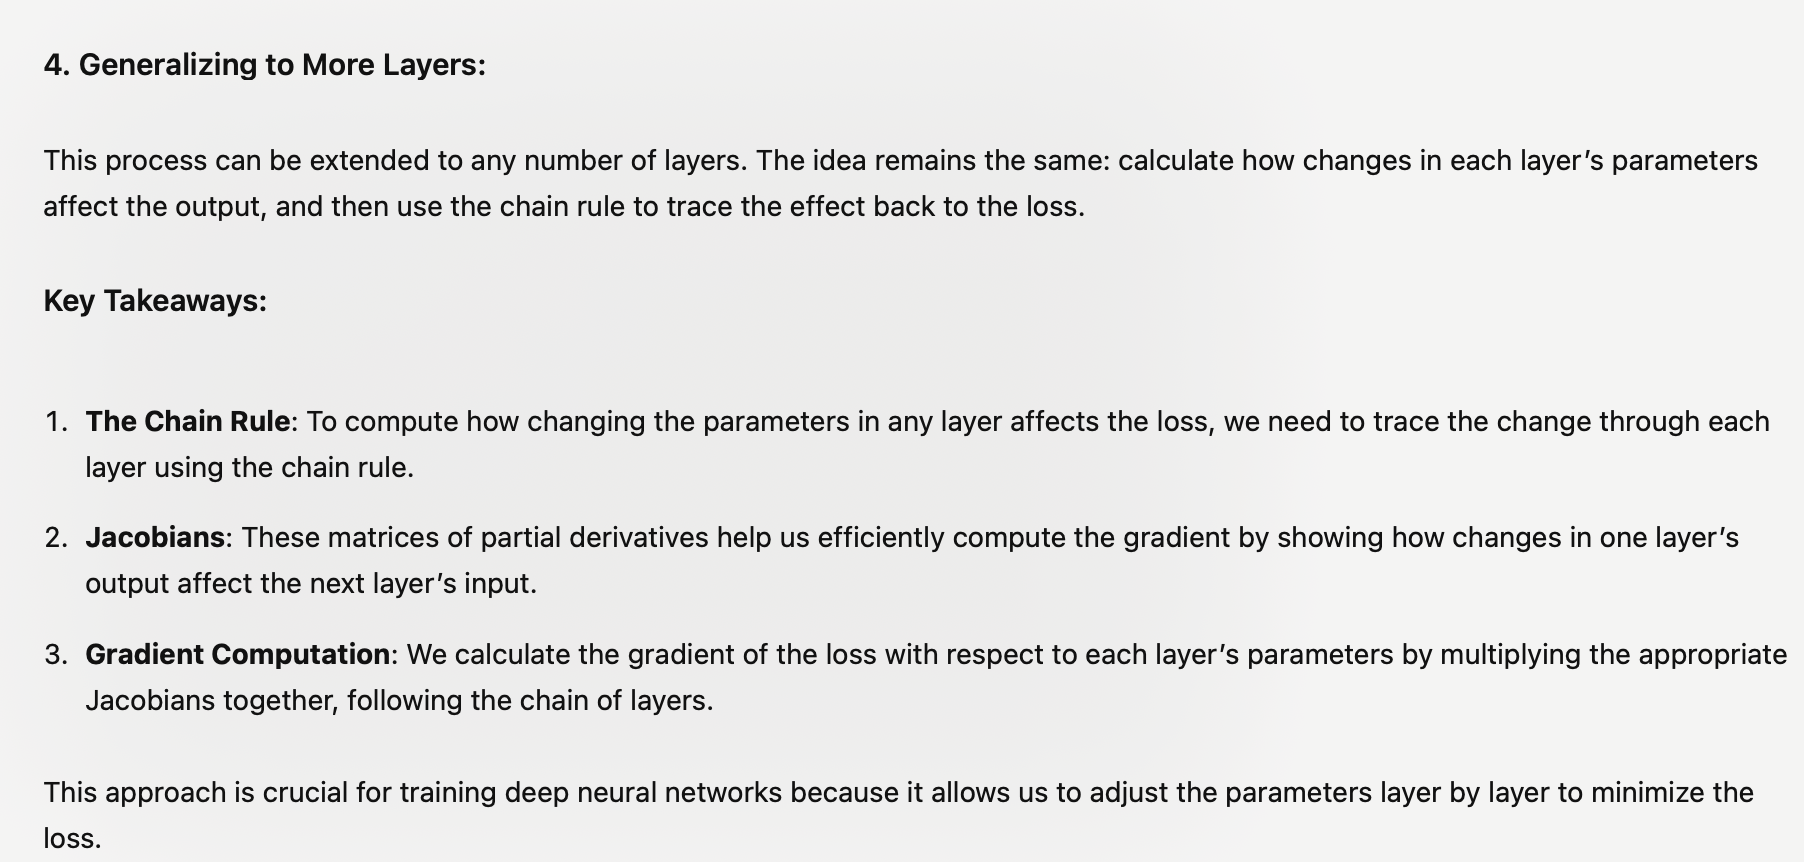 4. Generalizing to More Layers:
This process can be extended to any number of layers. The idea remains the same: calculate how changes in each layer’s parameters
affect the output, and then use the chain rule to trace the effect back to the loss.
Key Takeaways:
1. The Chain Rule: To compute how changing the parameters in any layer affects the loss, we need to trace the change through each
layer using the chain rule.
2. Jacobians: These matrices of partial derivatives help us efficiently compute the gradient by showing how changes in one layer’s
output affect the next layer’s input.
3. Gradient Computation: We calculate the gradient of the loss with respect to each layer’s parameters by multiplying the appropriate
Jacobians together, following the chain of layers.
This approach is crucial for training deep neural networks because it allows us to adjust the parameters layer by layer to minimize the
loss.